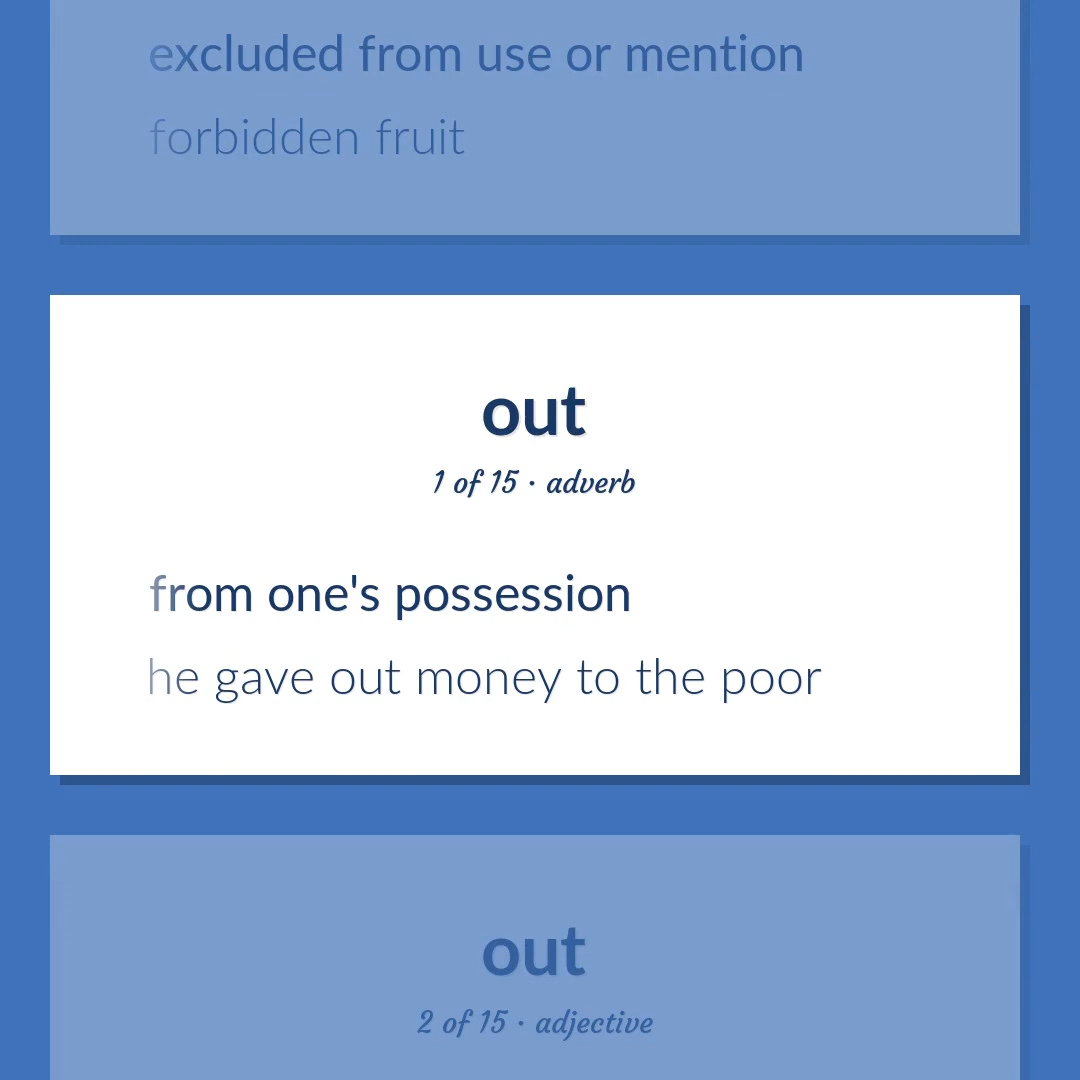 excluded from use or mention
forbidden fruit
out
1 of 15 · adverb
from one's possession
he gave out money to the poor
out
2 of 15 · adjective